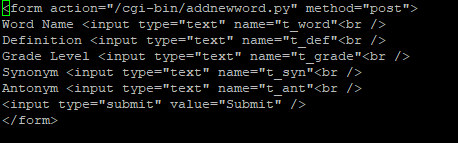 <form action="/cgi-bin/addnewword.py" method="post">
Word Name <input type="text" name="t_word"<br />
Definition <input type="text" name="t_def"<br />
Grade Level <input type="text" name="t_grade"<br />
Synonym <input type="text" name="t_syn"<br />
Antonym <input type="text" name="t_ant"<br />
<input type="submit" value="Submit" />
</form>